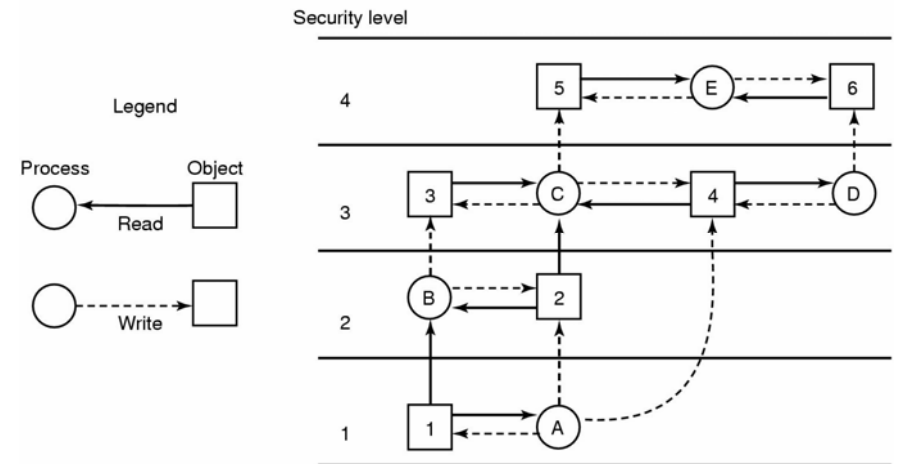 Security level
5
E
6
4
Legend
Process
Object
3
C
4
D
Read
3
B
2
Write
2
1
A
1